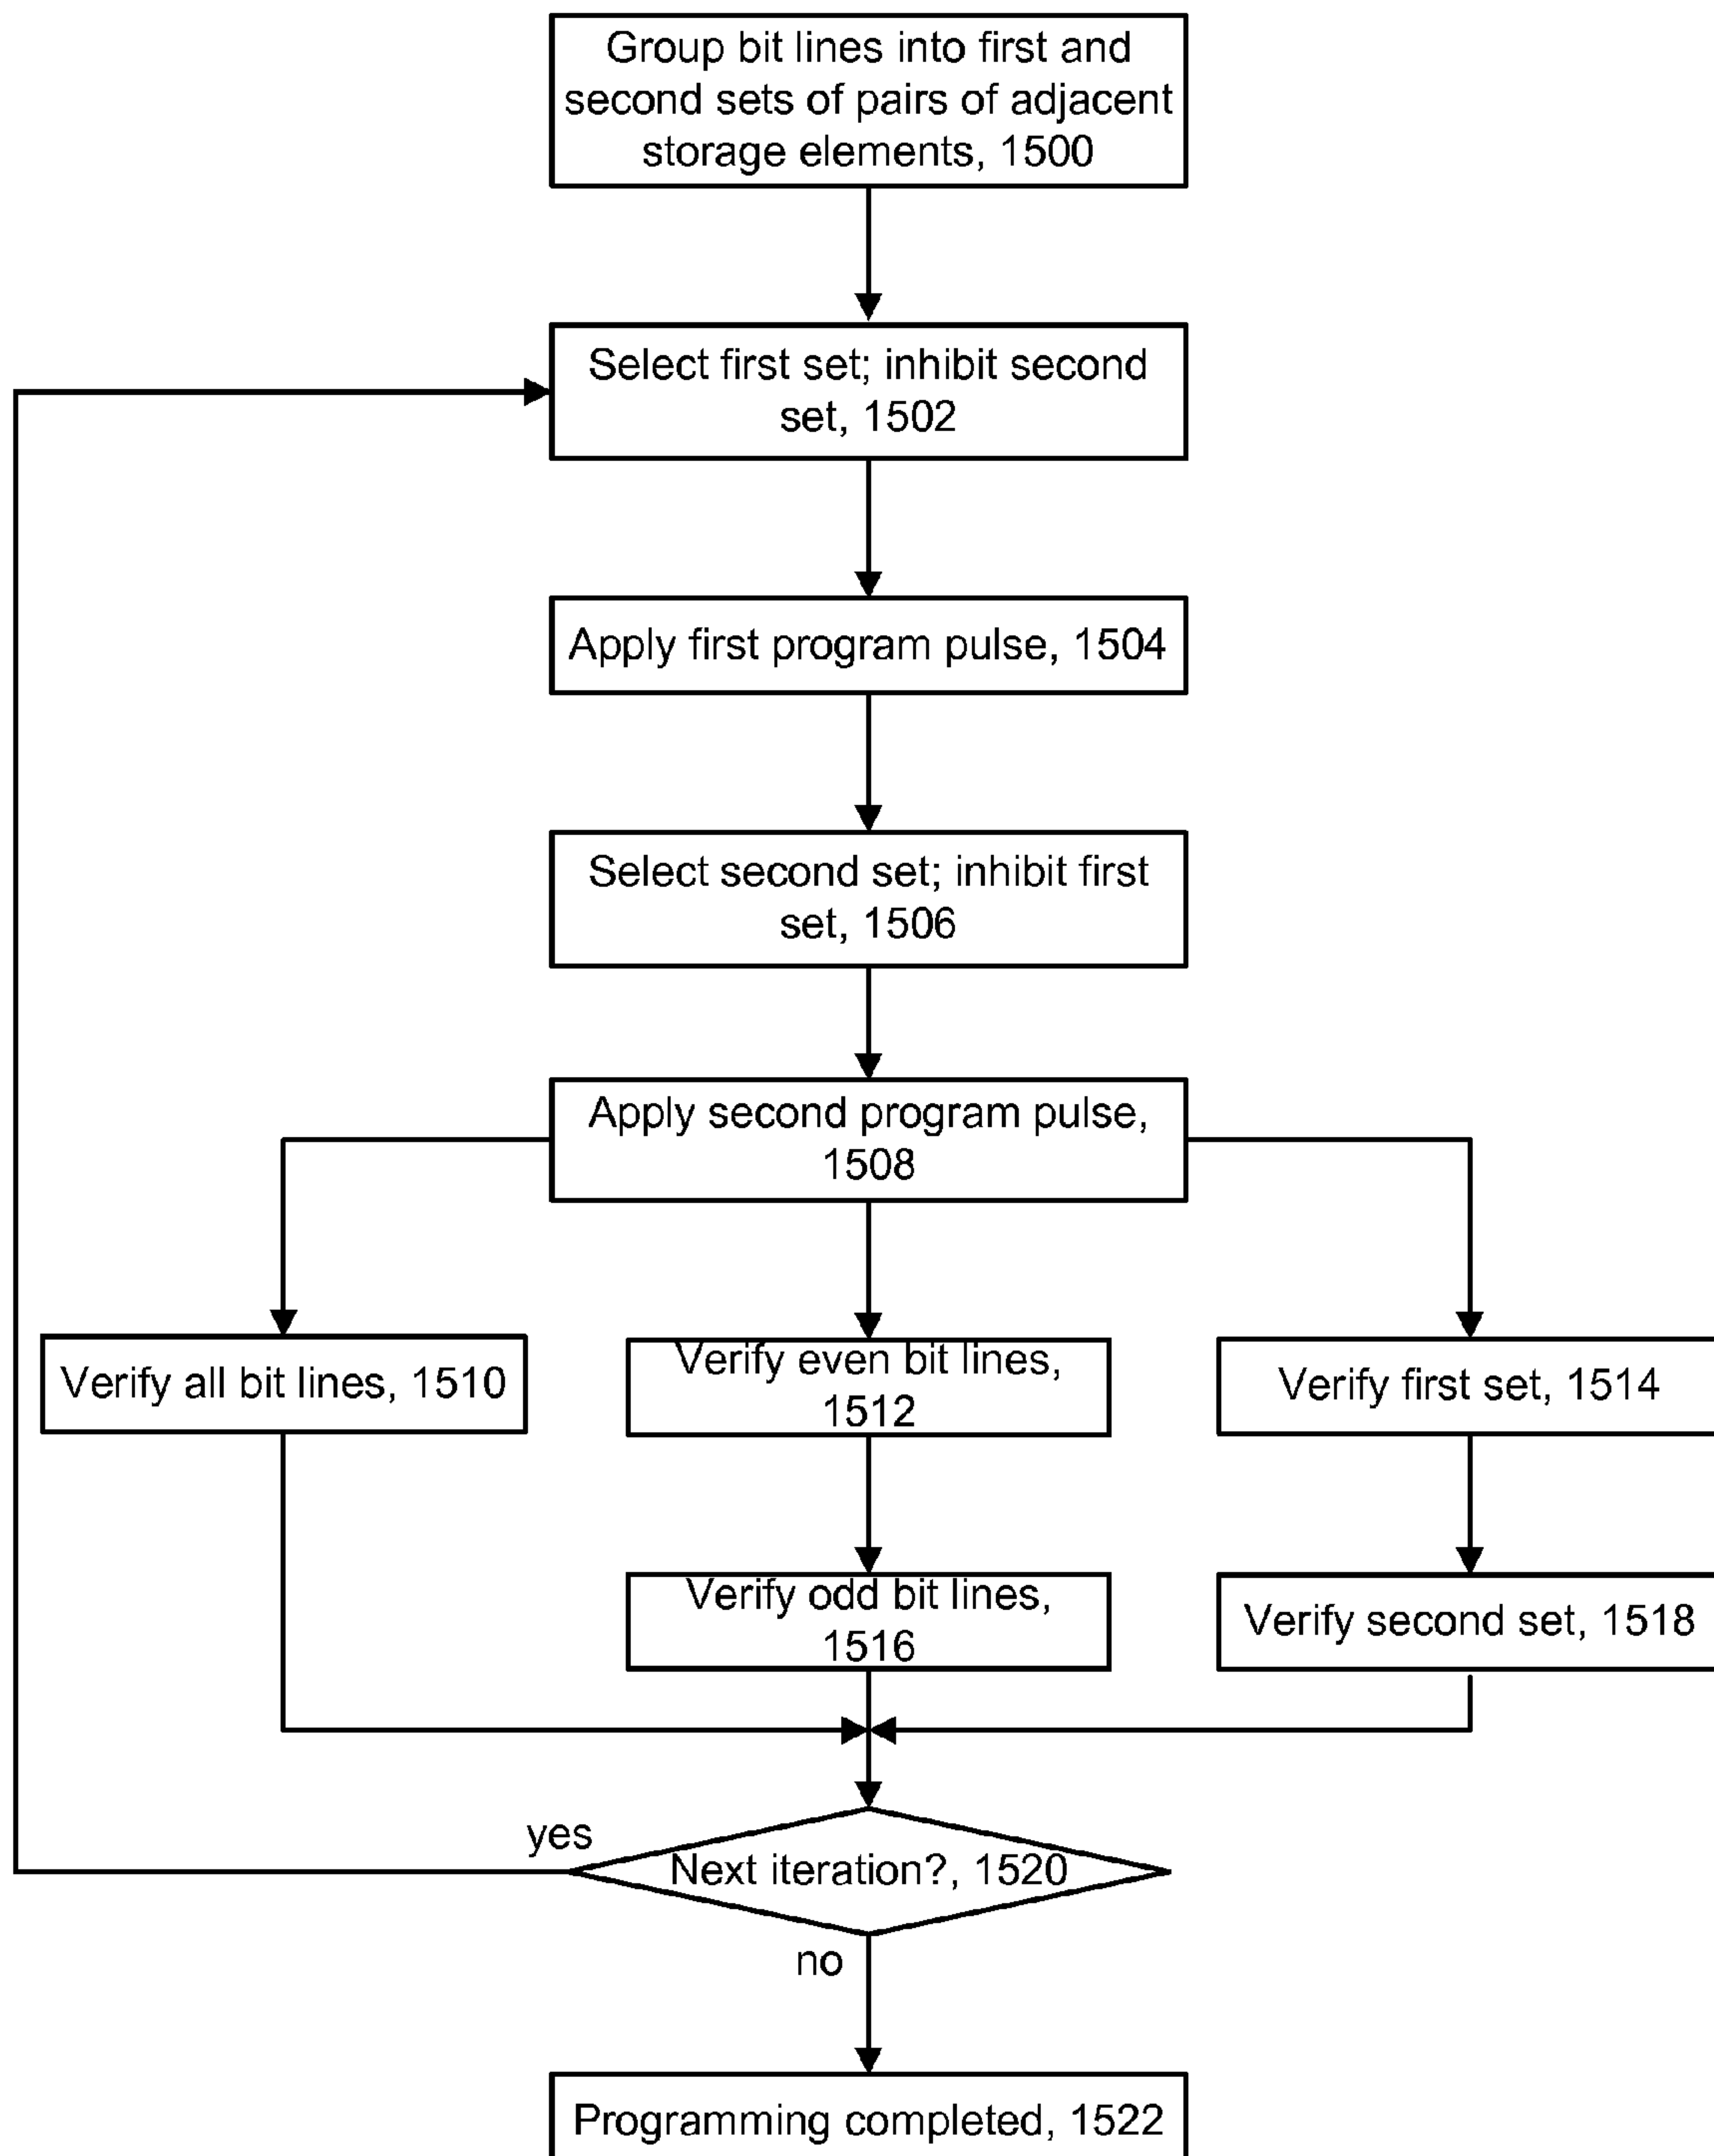 Group bit lines into first and
second sets of pairs of adjacent
storage elements, 1500
Select first set; inhibit second
set, 1502
Apply first program pulse, 1504
Select second set; inhibit first
set, 1506
Apply second program pulse,
1508
Verify all bit lines, 1510
Verify even bit lines,
1512
Verify first set, 1514
Verify odd bit lines,
1516
Verify second set, 1518
yes
Next iteration?, 1520
no
Programming completed, 1522